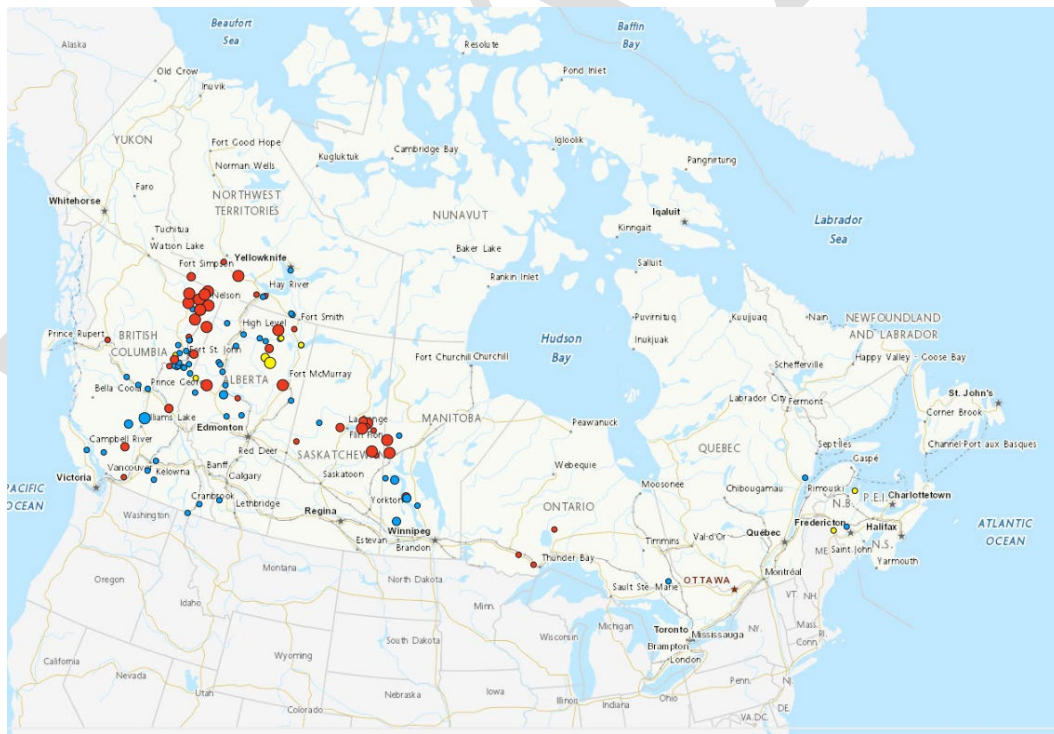 Beaufort
Sea
Baffin
Bay
Alaska
Resolute
Old Crow
Pond Inlet
Inuvik
YUKON
Fort Good Hope
Igloolik
Kugluktuk
Cambridge Bay
Pangnirtung
Norman Wells
Faro
NORTHWEST
TERRITORIES
Whitehorse
NUNAVUT
Iqaluit
Labrador
Sea
Tuchitua
Kinngait
Watson Lake
Baker Lake
Fort Simpson
Yellowknife
Salluit
Rankin Inlet
Hay River
Nelson
Fort Smith
Puvirnituq
Kuujjuaq
Nain
NEWFOUNDLAND
AND LABRADOR
High Level
Prince Rupert
BRITISH
COLUMBIA
Hudson
Bay
Inukjuak
Fort St. John
Fort Churchill
Churchill
Happy Valley - Goose Bay
Schefferville
Prince Geor
ALBERTA
Fort McMurray
Bella Coola
Labrador City
Fermont
St. John's
MANITOBA
Corner Brook
Williams Lake
Peawanuck
Edmonton
Flin Flon
Campbell River
QUEBEC
Sept-Îles
Channel-Port aux Basques
Red Deer
SASKATCHEWAN
Gaspé
Vancouver
Banff
Webequie
Kelowna
Saskatoon
Victoria
Calgary
Moosonee
Chibougamau
Rimouski
P.E.I.
Charlottetown
PACIFIC
OCEAN
Cranbrook
Lethbridge
Yorkton
N.B.
ONTARIO
Washington
Regina
Fredericton
Halifax
ATLANTIC
OCEAN
Winnipeg
Timmins
Val-d'Or
Québec
Estevan
Brandon
Saint John
N.S.
ME
Thunder Bay
Yarmouth
Montana
North Dakota
Montréal
Oregon
Sault Ste-Marie
OTTAWA
Idaho
Minn.
VT.
NH.
Michigan
Toronto
Mississauga
NY.
Mass.
South Dakota
Wisconsin
Brampton
RI.
Conn.
Wyoming
London
California
Nevada
Penn.
NJ.
Utah
Nebraska
Iowa
Illinois
Indiana
Ohio
Colorado
DE
VA
DC.